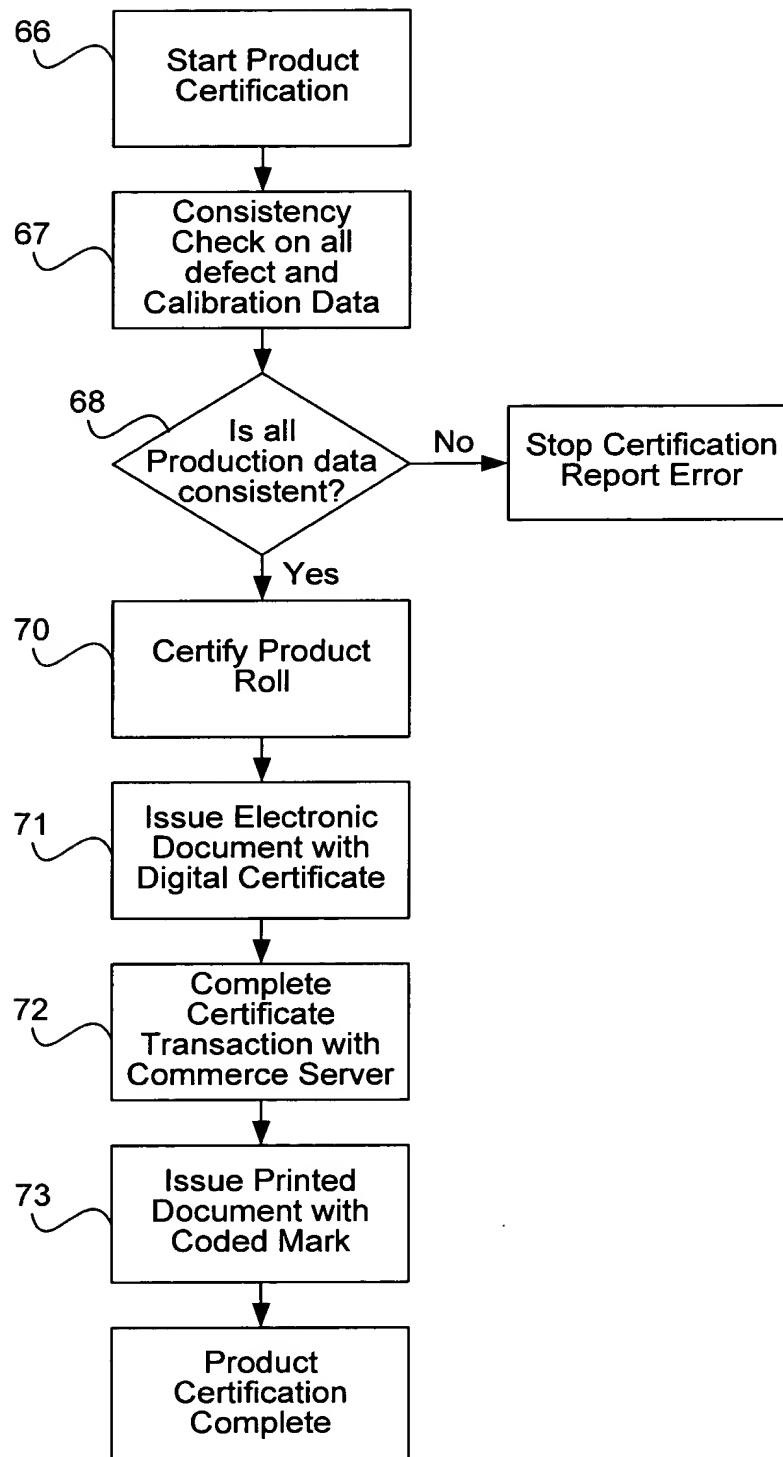 66
Start Product
Certification
67
Consistency
Check on all
defect and
Calibration Data
68
Is all
Production data
consistent?
No
Stop Certification
Report Error
Yes
70
Certify Product
Roll
71
Issue Electronic
Document with
Digital Certificate
72
Complete
Certificate
Transaction with
Commerce Server
73
Issue Printed
Document with
Coded Mark
Product
Certification
Complete